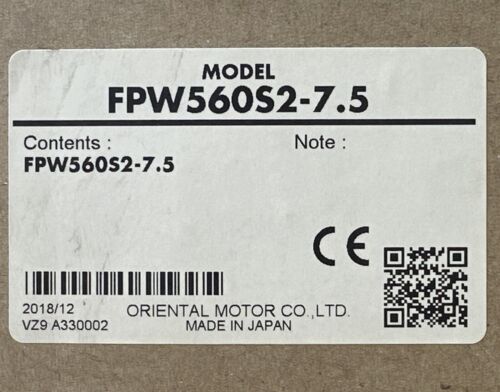 MODEL
FPW560S2-7.5
Contents :
Note :
FPW560S2-7.5
CE
2018/12
ORIENTAL MOTOR CO.,LTD.
VZ9 A330002
MADE IN JAPAN